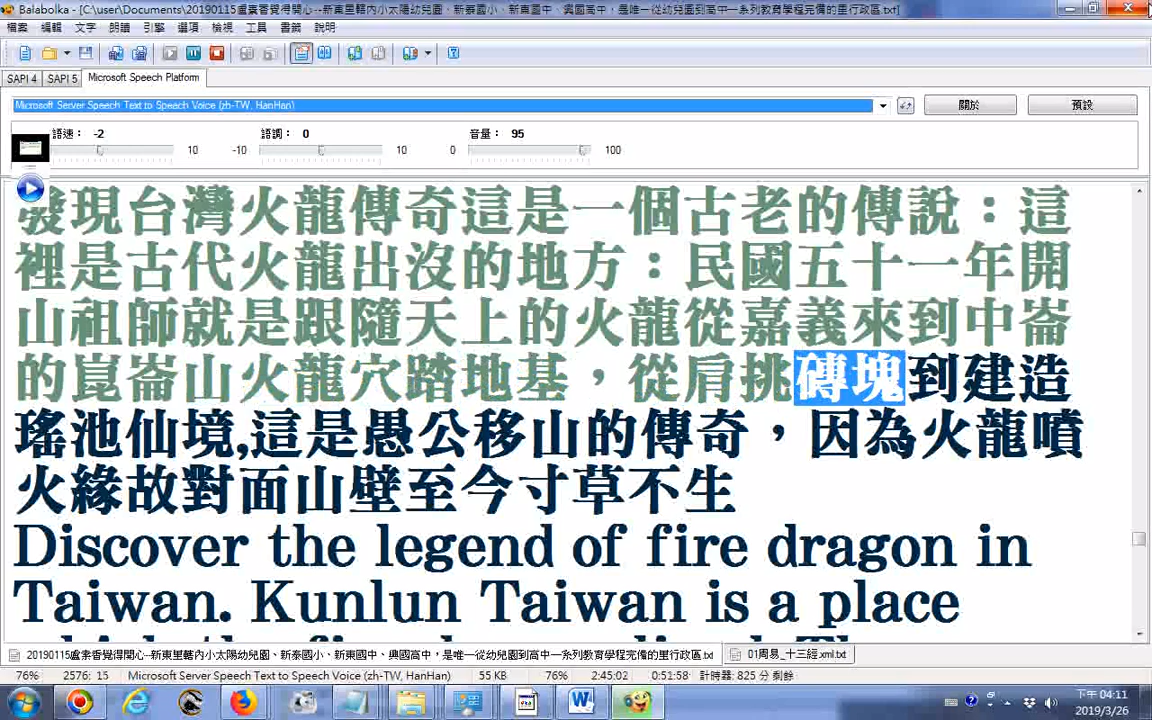 Balabolka - [C:\user\Documents\20190115盧素香覺得開心--新東里轄內小太陽幼兒園、新泰國小、新東國中、興國高中，是唯一從幼兒園到高中一系列教育學程完備的里行政區.txt]
檔案 編輯 文字 朗讀 引擎 選項 檢視 工具 書籤 說明
SAPI 4 SAPI 5 Microsoft Speech Platform
Microsoft Server Speech Text to Speech Voice (zh-TW, HanHan)
關於 預設
語速： -2 語調： 0 音量： 95
10 -10 10 0 100
發現台灣火龍傳奇這是一個古老的傳說：這
裡是古代火龍出沒的地方：民國五十一年開
山祖師就是跟隨天上的火龍從嘉義來到中崙
的崑崙山火龍穴踏地基，從肩挑磚塊到建造
瑤池仙境,這是愚公移山的傳奇，因為火龍噴
火緣故對面山壁至今寸草不生
Discover the legend of fire dragon in
Taiwan. Kunlun Taiwan is a place
20190115盧素香覺得開心--新東里轄內小太陽幼兒園、新泰國小、新東國中、興國高中，是唯一從幼兒園到高中一系列教育學程完備的里行政區.txt 01周易_十三經.xml.txt
76% 2576: 15 Microsoft Server Speech Text to Speech Voice (zh-TW, HanHan) 55 KB 76% 2:45:02 0:51:58 計時器: 825 分 剩餘
下午 04:11
2019/3/26